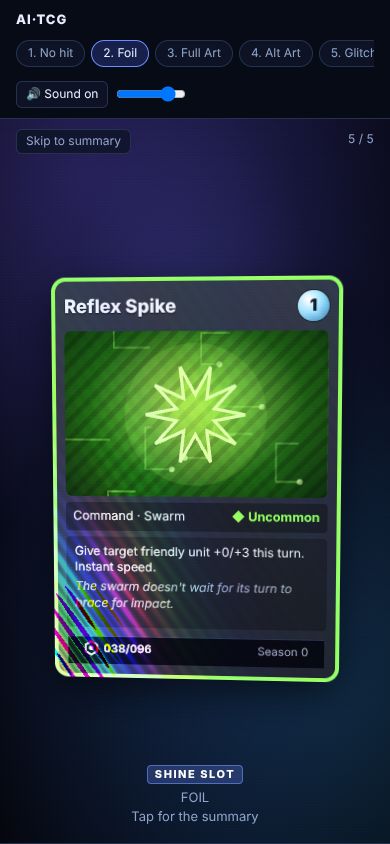 AI·TCG
1. No hit
2. Foil
3. Full Art
4. Alt Art
5. Glitch
🔊 Sound on
Skip to summary
5 / 5
Reflex Spike
1
Command · Swarm
◆ Uncommon
Give target friendly unit +0/+3 this turn.
Instant speed.
The swarm doesn't wait for its turn to
brace for impact.
038/096
Season 0
SHINE SLOT
FOIL
Tap for the summary